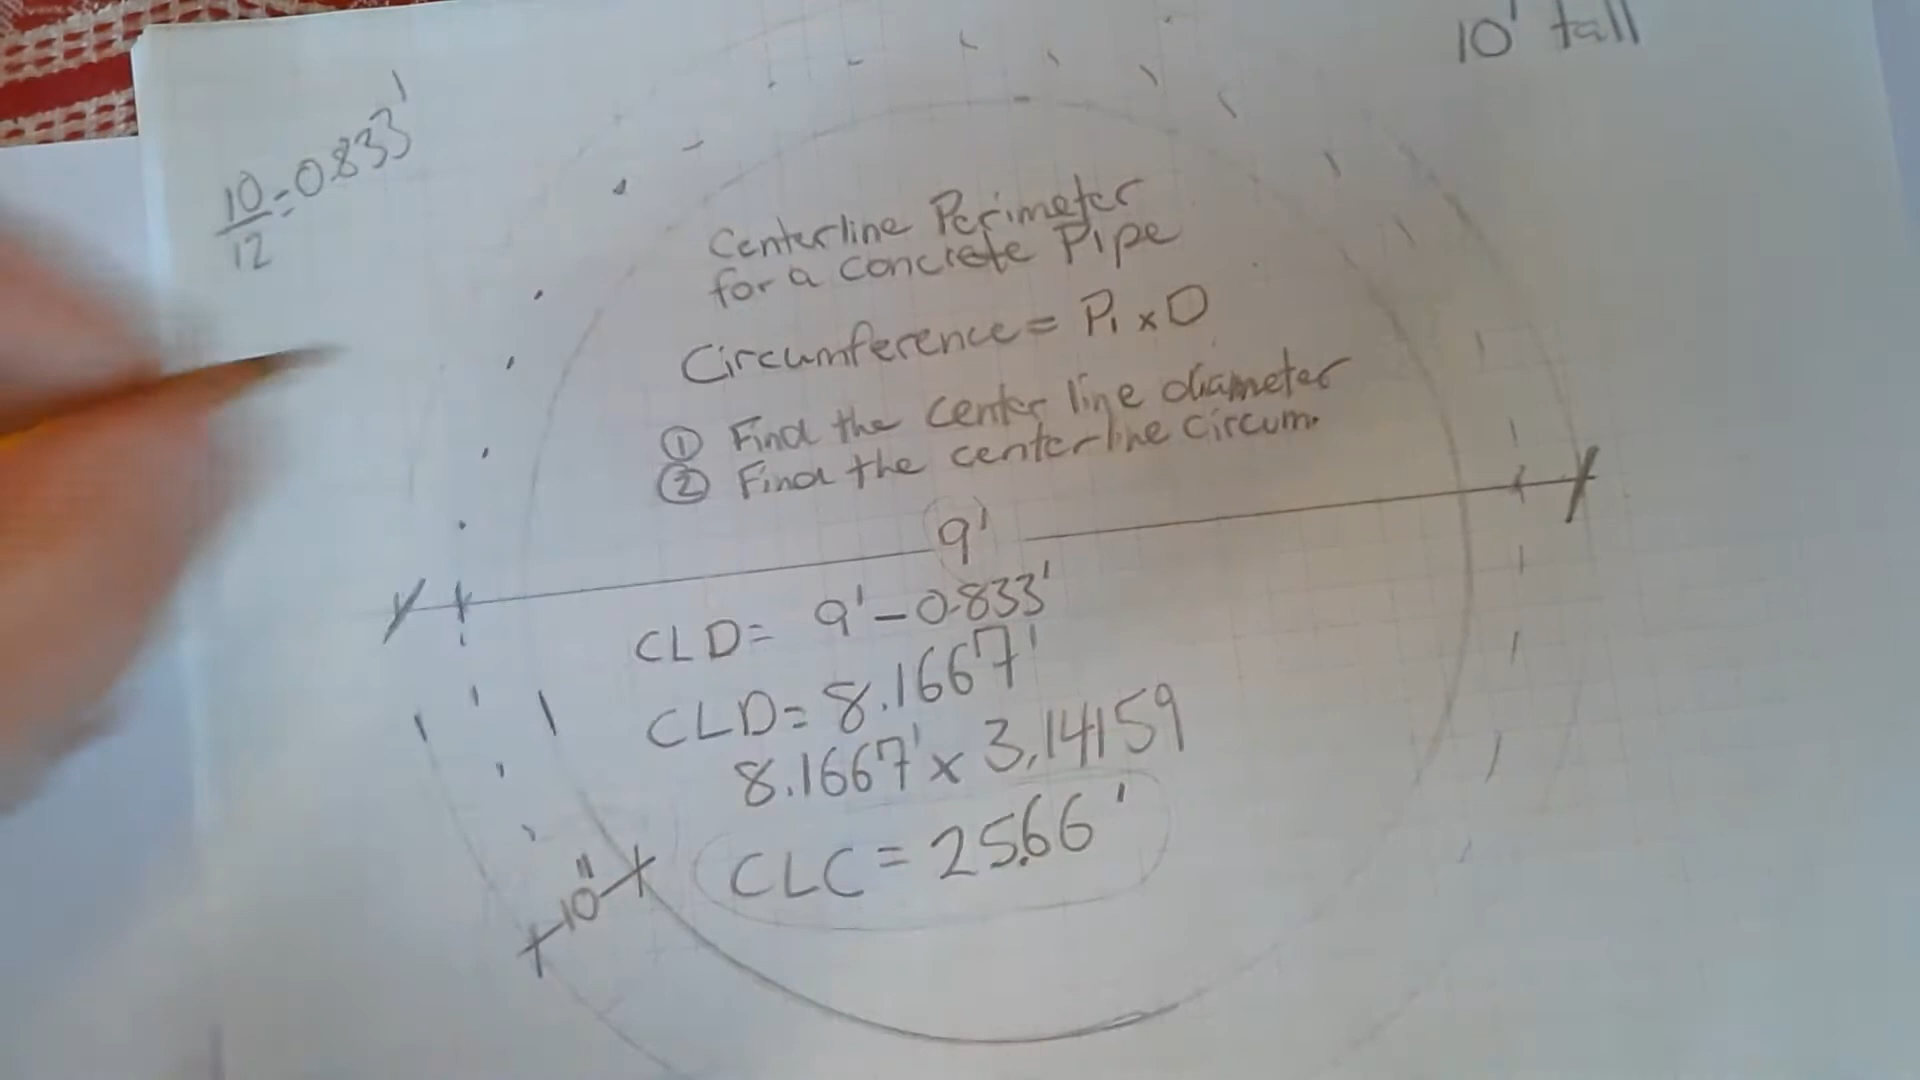 10' tall
10/12 = 0.833'
Centerline Perimeter
for a concrete Pipe
Circumference = Pi x D
① Find the center line diameter
② Find the centerline circum.
9'
CLD = 9' - 0.833'
CLD = 8.1667'
8.1667' x 3.14159
CLC = 25.66'
10"